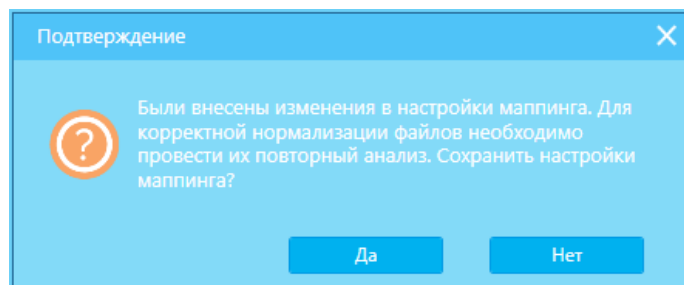 Подтверждение
Были внесены изменения в настройки маппинга. Для
корректной нормализации файлов необходимо
провести их повторный анализ. Сохранить настройки
маппинга?
Да
Нет